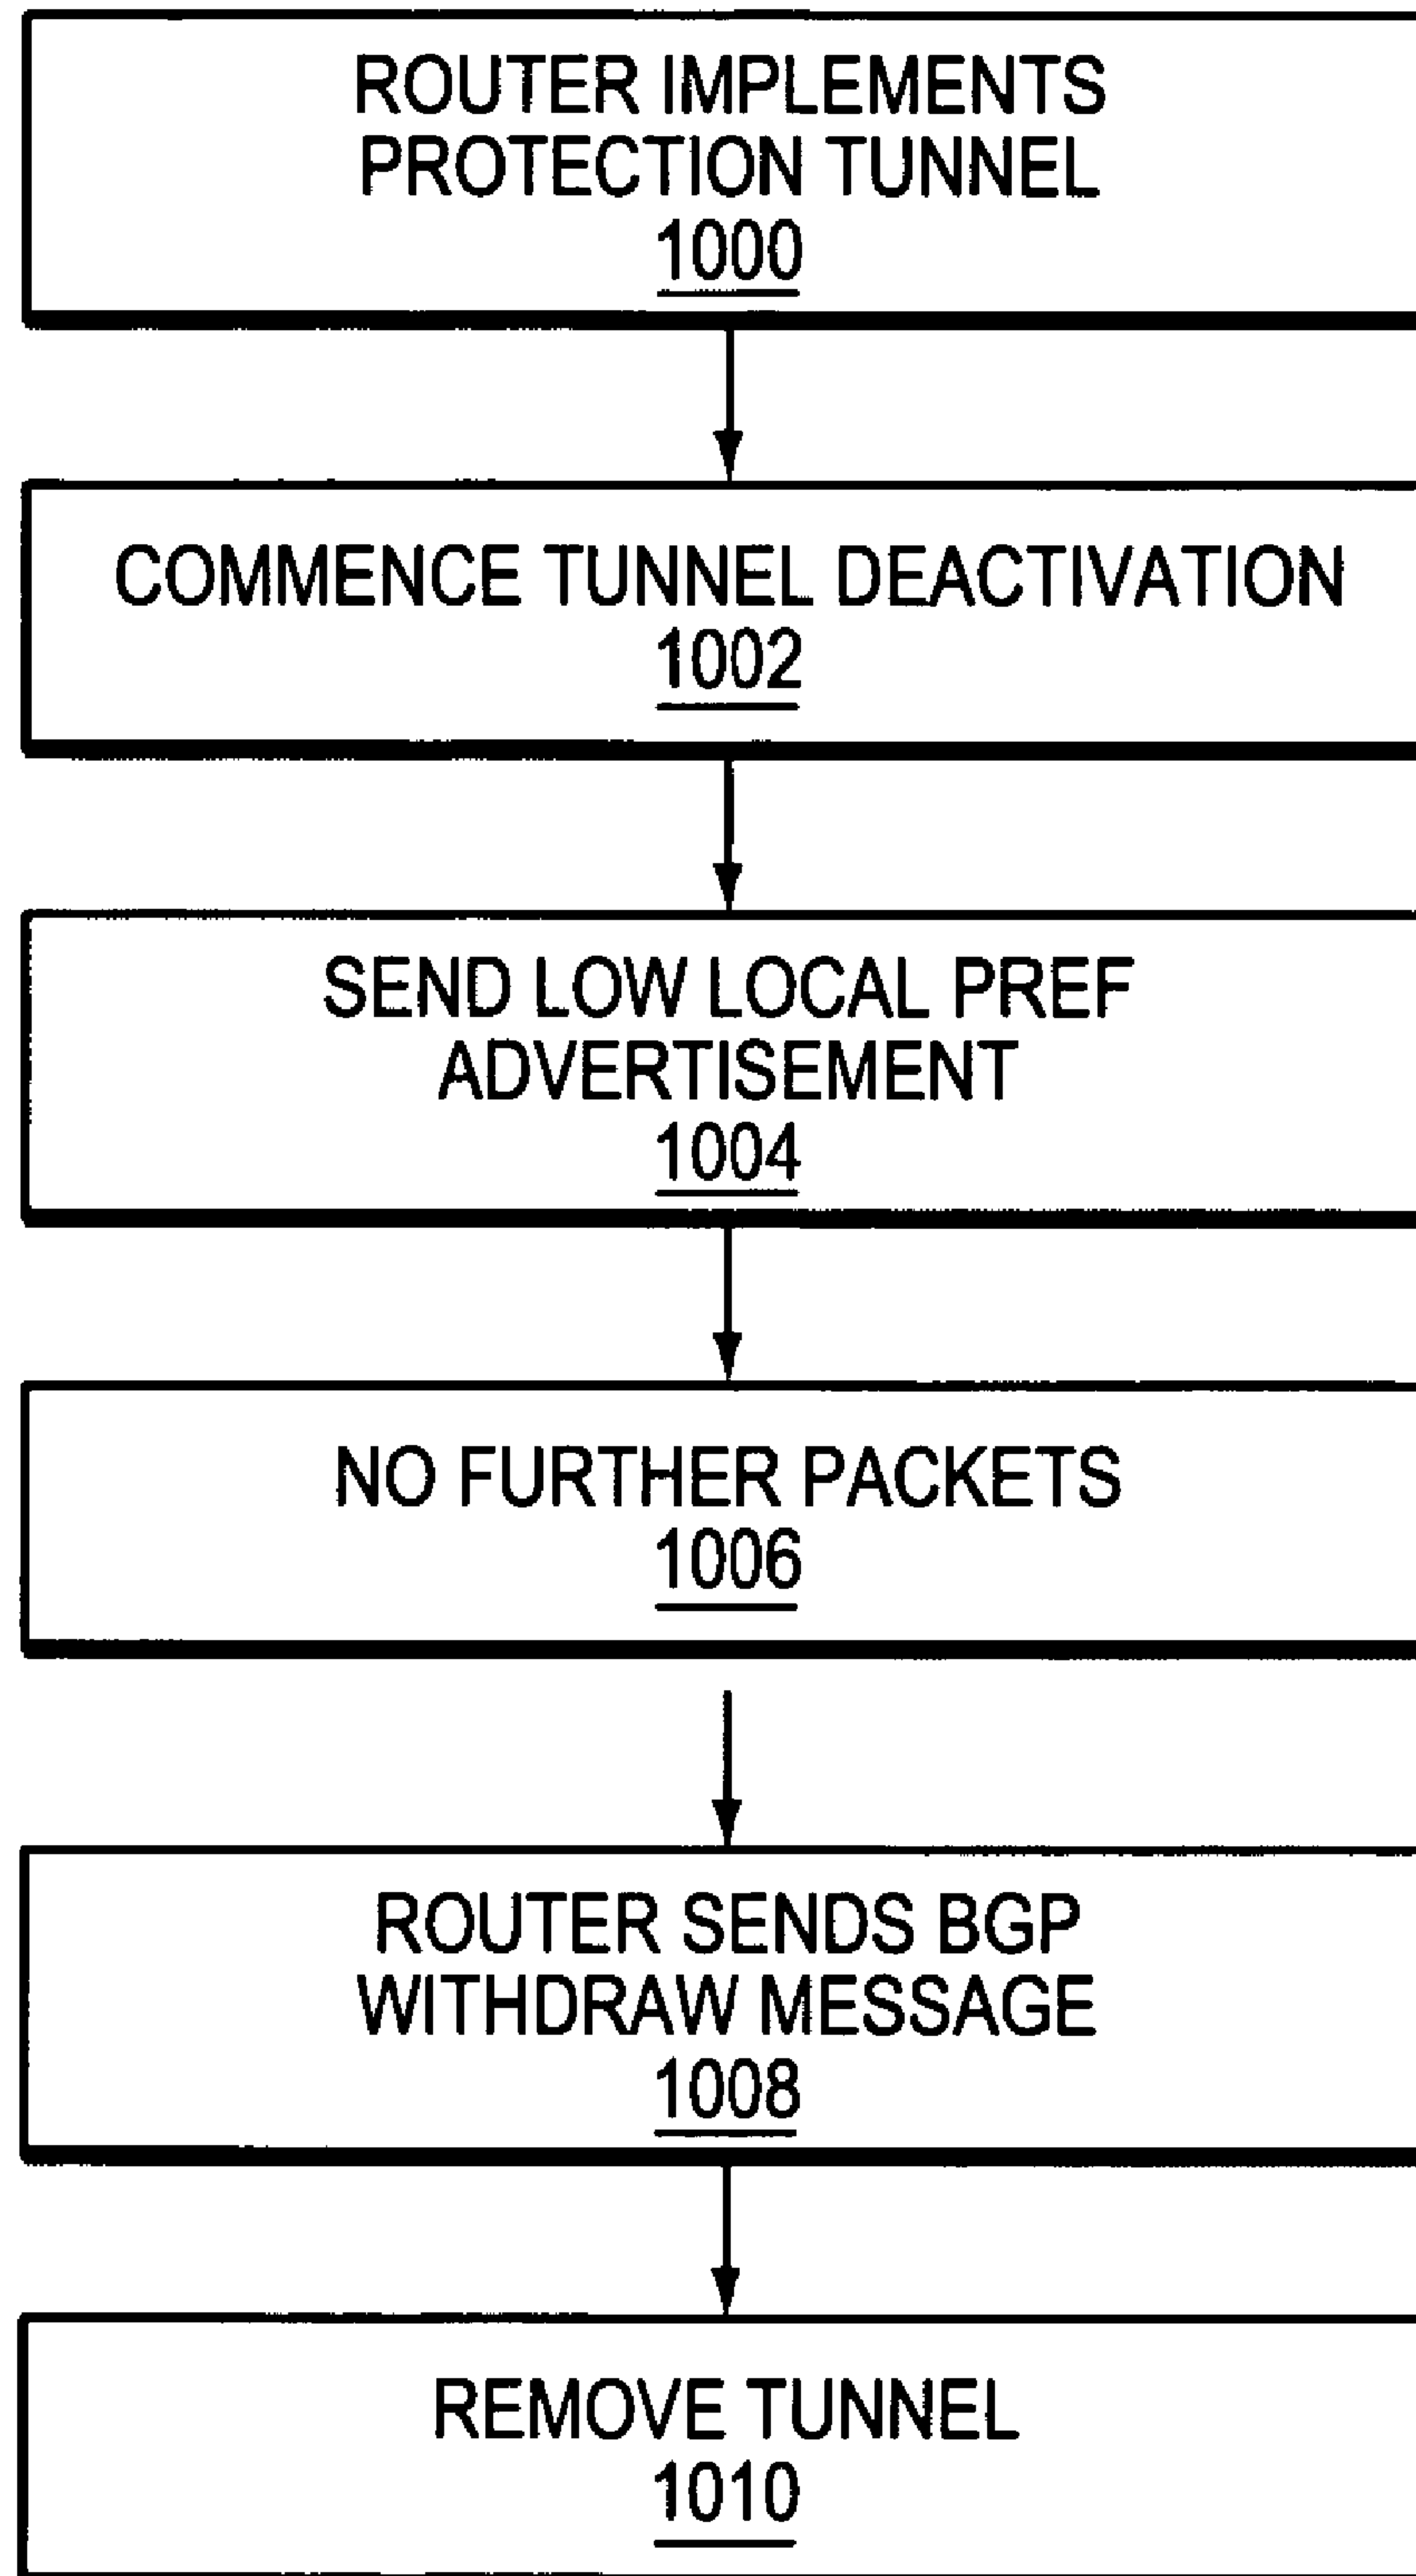 ROUTER IMPLEMENTS
PROTECTION TUNNEL
1000
COMMENCE TUNNEL DEACTIVATION
1002
SEND LOW LOCAL PREF
ADVERTISEMENT
1004
NO FURTHER PACKETS
1006
ROUTER SENDS BGP
WITHDRAW MESSAGE
1008
REMOVE TUNNEL
1010